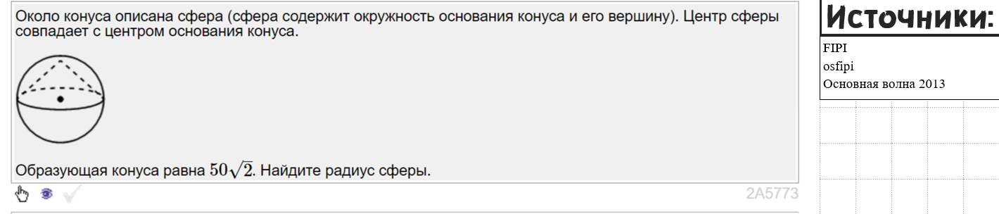 Около конуса описана сфера (сфера содержит окружность основания конуса и его вершину). Центр сферы
совпадает с центром основания конуса.
Образующая конуса равна 50√2. Найдите радиус сферы.
2A5773
Источники:
FIPI
osfipi
Основная волна 2013